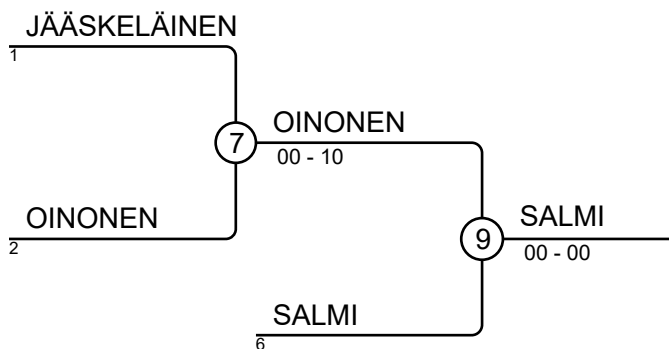 JÄÄSKELÄINEN
1
7
OINONEN
00 - 10
OINONEN
2
9
SALMI
00 - 00
SALMI
6